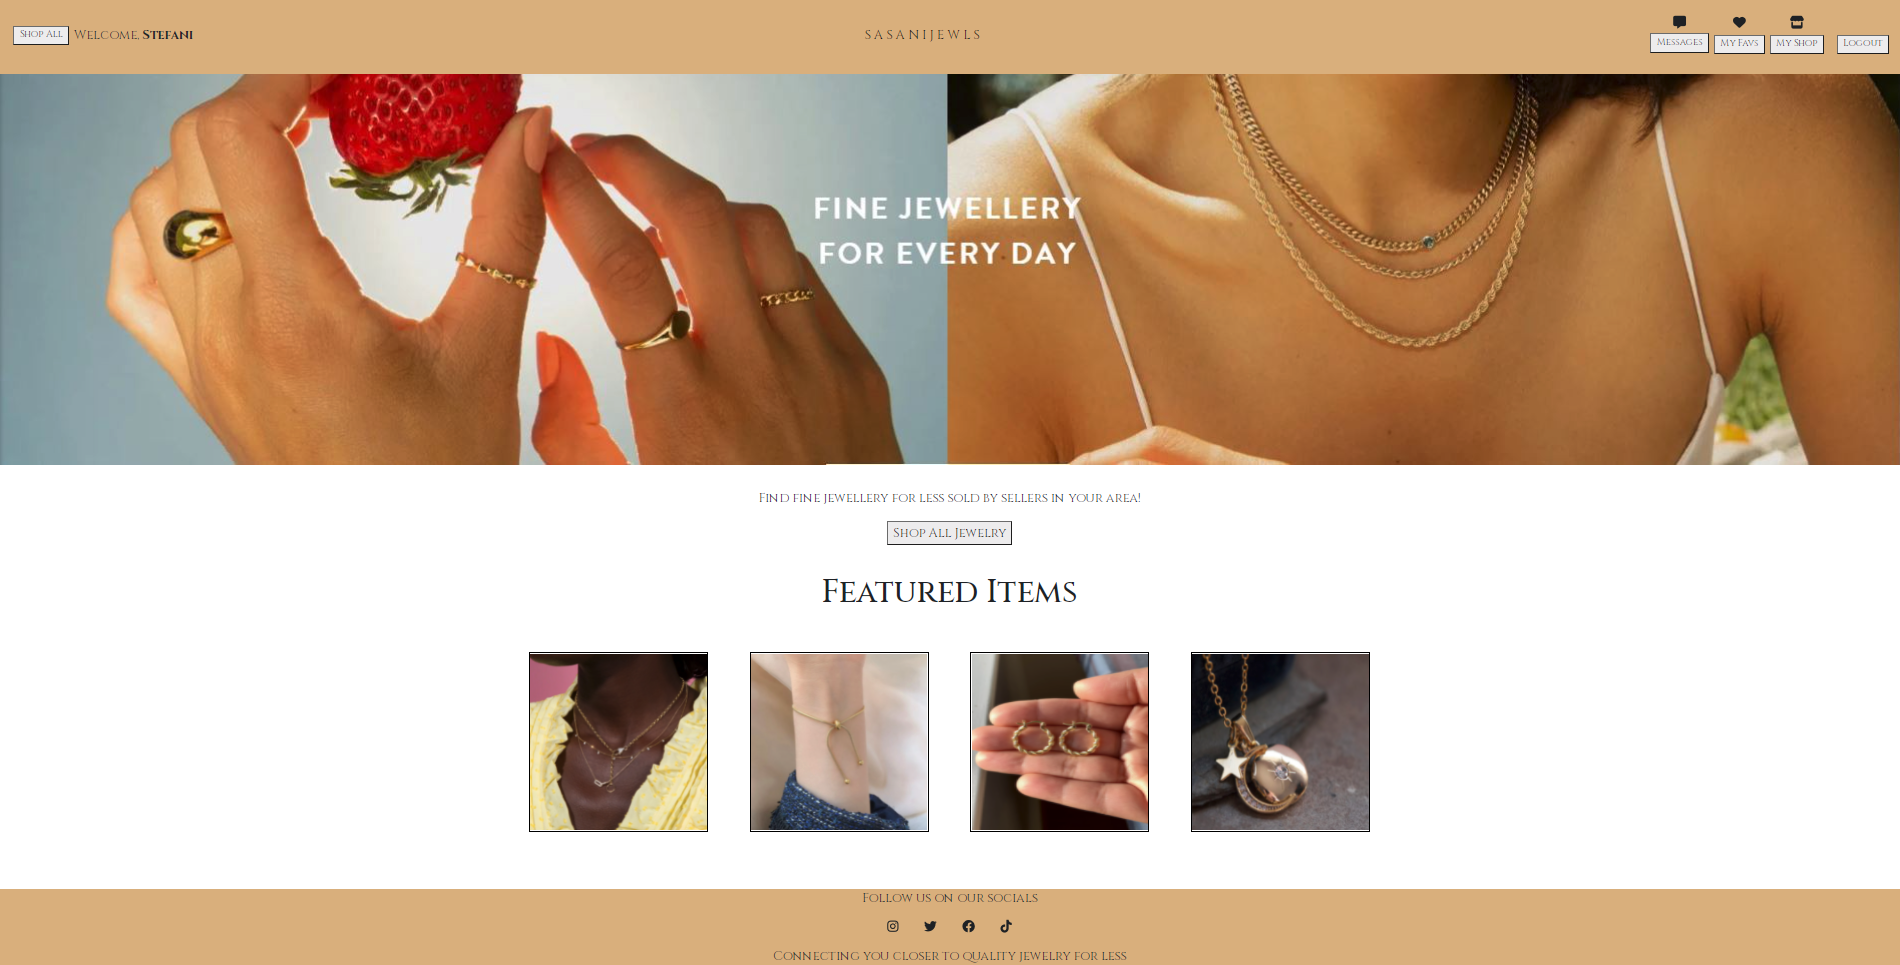 Shop All
Welcome, Stefani
SASANIJEWLS
Messages
My Favs
My Shop
Logout
FINE JEWELLERY
FOR EVERY DAY
Find fine jewellery for less sold by sellers in your area!
Shop All Jewelry
Featured Items
Follow us on our socials
Connecting you closer to quality jewelry for less